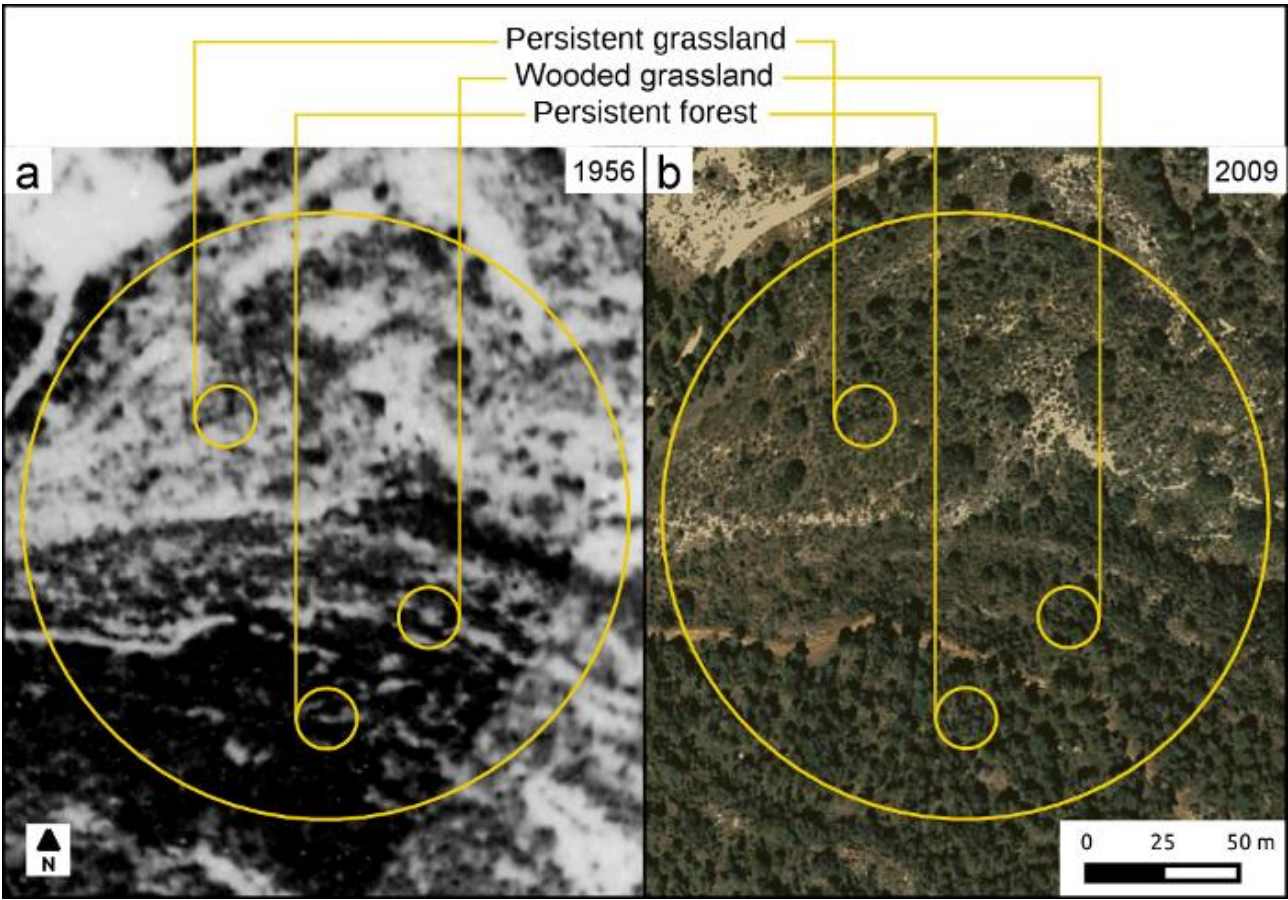 Persistent grassland
Wooded grassland
Persistent forest
a
1956
b
2009
N
0 25 50 m